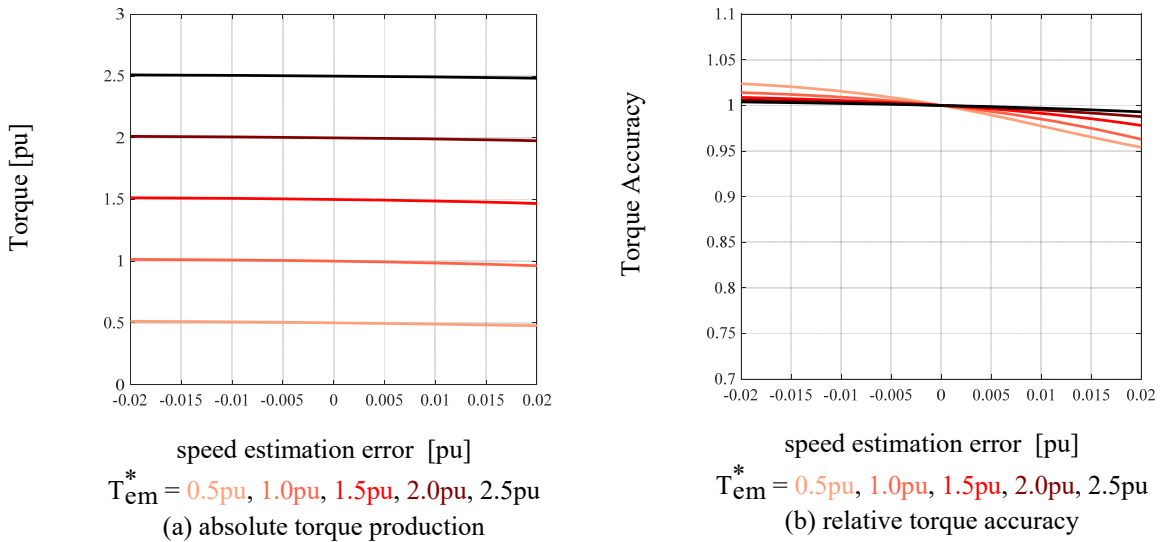 3
2.5
2
1.5
1
0.5
0
-0.02 -0.015 -0.01 -0.005 0 0.005 0.01 0.015 0.02
Torque [pu]
speed estimation error [pu]
T*em = 0.5pu, 1.0pu, 1.5pu, 2.0pu, 2.5pu
(a) absolute torque production
1.1
1.05
1
0.95
0.9
0.85
0.8
0.75
0.7
-0.02 -0.015 -0.01 -0.005 0 0.005 0.01 0.015 0.02
Torque Accuracy
speed estimation error [pu]
T*em = 0.5pu, 1.0pu, 1.5pu, 2.0pu, 2.5pu
(b) relative torque accuracy